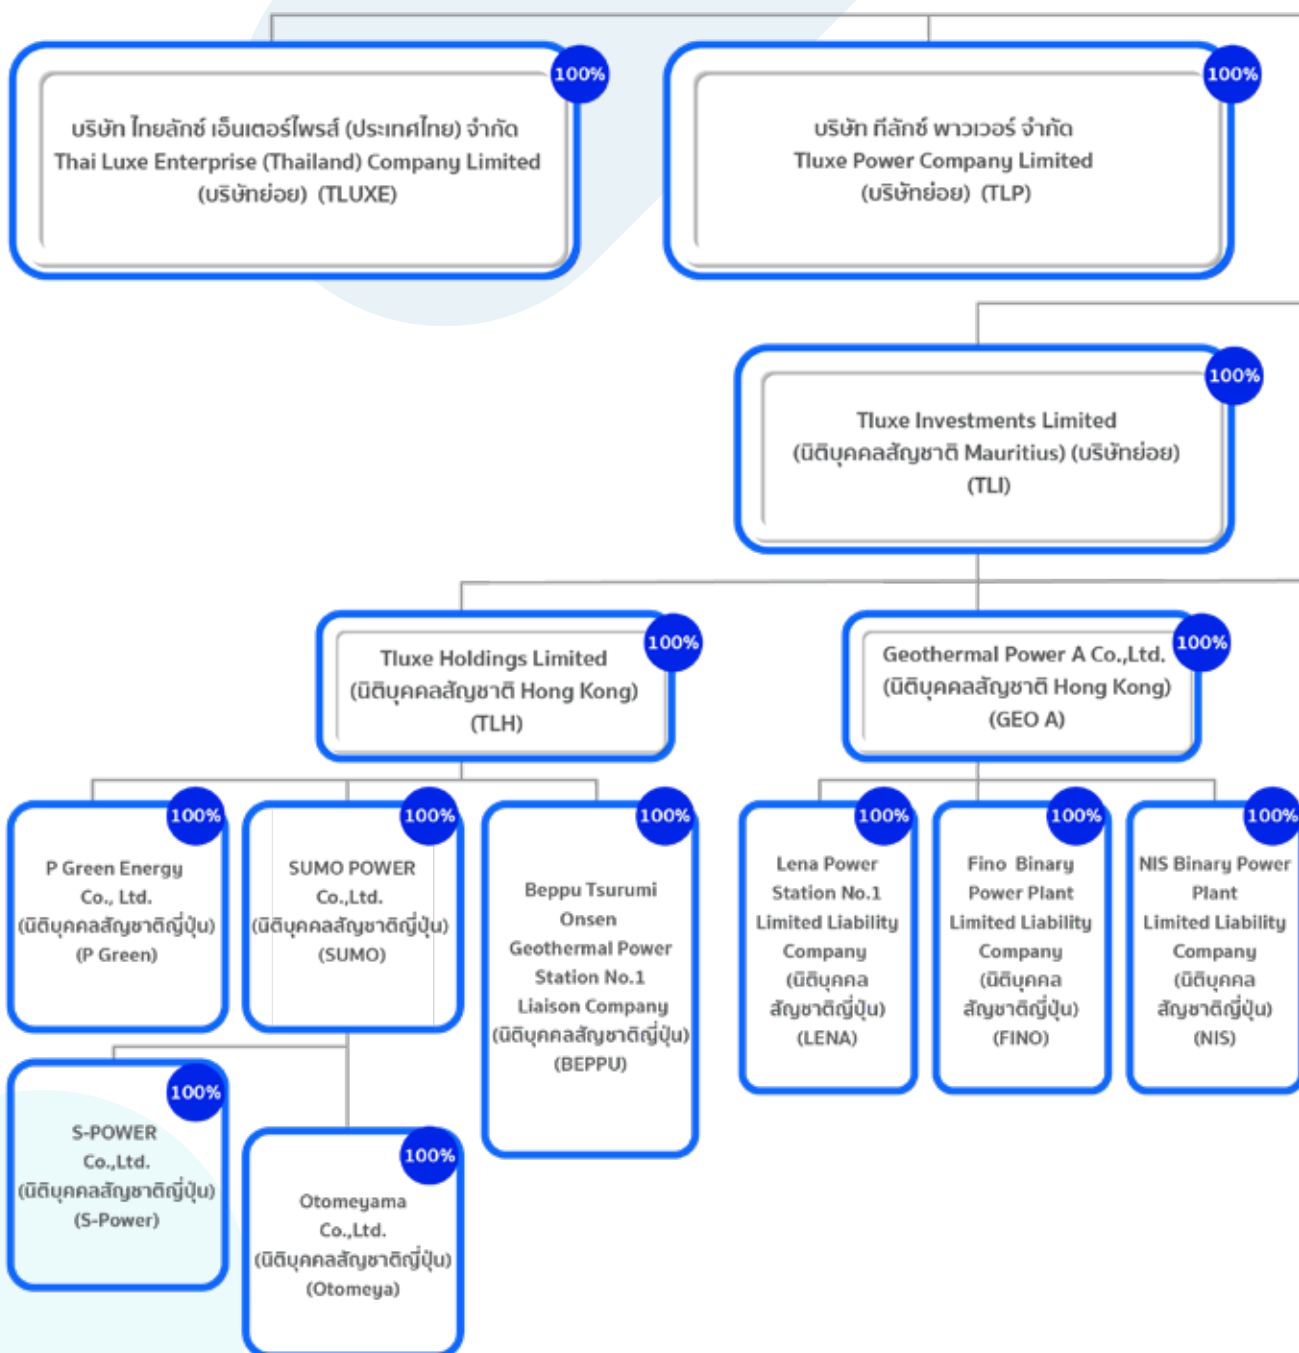 100%
บริษัท ไทยลักซ์ เอ็นเตอร์ไพรส์ (ประเทศไทย) จำกัด
Thai Luxe Enterprise (Thailand) Company Limited
(บริษัทย่อย) (TLUXE)
100%
บริษัท ทีลักซ์ พาวเวอร์ จำกัด
Tluxe Power Company Limited
(บริษัทย่อย) (TLP)
100%
Tluxe Investments Limited
(นิติบุคคลสัญชาติ Mauritius) (บริษัทย่อย)
(TLI)
100%
Tluxe Holdings Limited
(นิติบุคคลสัญชาติ Hong Kong)
(TLH)
100%
Geothermal Power A Co.,Ltd.
(นิติบุคคลสัญชาติ Hong Kong)
(GEO A)
100%
P Green Energy
Co., Ltd.
(นิติบุคคลสัญชาติญี่ปุ่น)
(P Green)
100%
SUMO POWER
Co.,Ltd.
(นิติบุคคลสัญชาติญี่ปุ่น)
(SUMO)
100%
Beppu Tsurumi
Onsen
Geothermal Power
Station No.1
Liaison Company
(นิติบุคคลสัญชาติญี่ปุ่น)
(BEPPU)
100%
Lena Power
Station No.1
Limited Liability
Company
(นิติบุคคล
สัญชาติญี่ปุ่น)
(LENA)
100%
Fino Binary
Power Plant
Limited Liability
Company
(นิติบุคคล
สัญชาติญี่ปุ่น)
(FINO)
100%
NIS Binary Power
Plant
Limited Liability
Company
(นิติบุคคล
สัญชาติญี่ปุ่น)
(NIS)
100%
S-POWER
Co.,Ltd.
(นิติบุคคลสัญชาติญี่ปุ่น)
(S-Power)
100%
Otomeyama
Co.,Ltd.
(นิติบุคคลสัญชาติญี่ปุ่น)
(Otomeya)